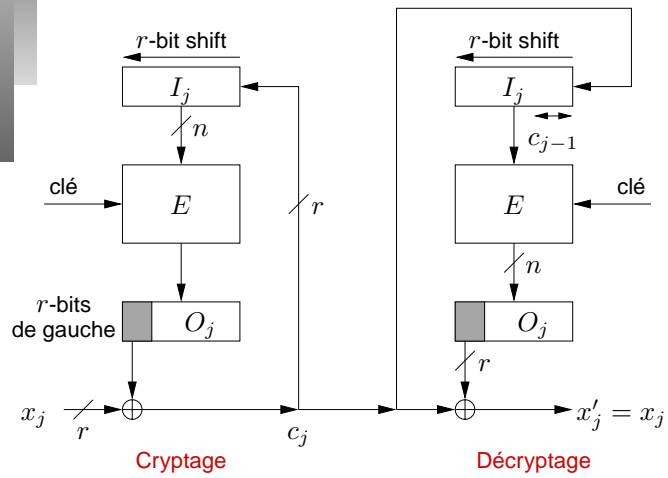 r-bit shift
r-bit shift
I_j
I_j
n
c_{j−1}
clé
E
r
E
clé
n
r-bits
de gauche
O_j
O_j
r
x_j
r
c_j
x'_j = x_j
Cryptage
Décryptage